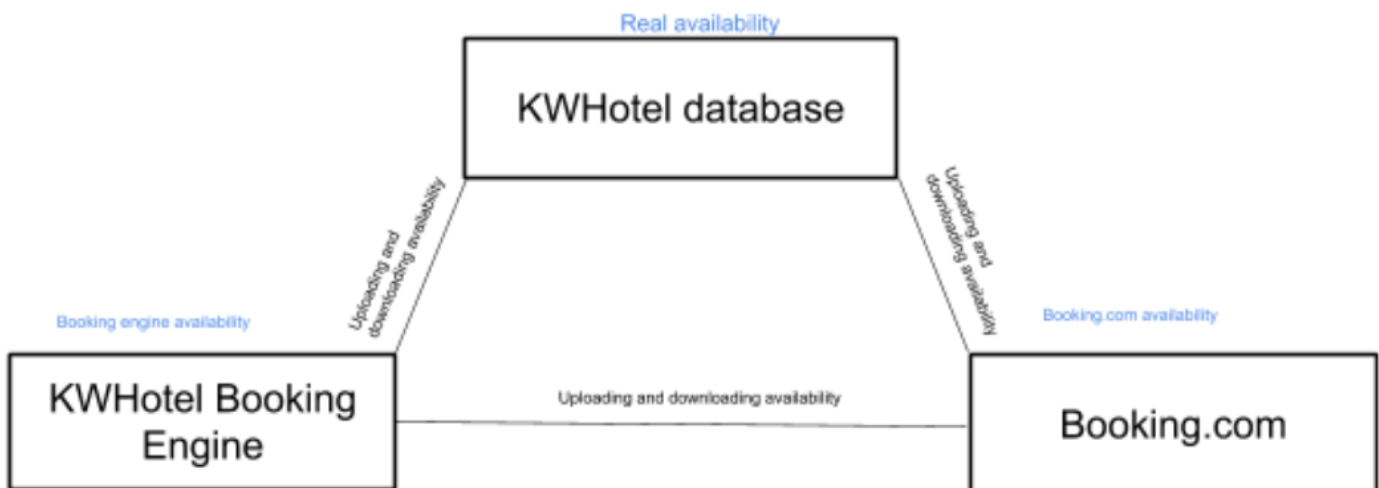 Real availability
KWHotel database
Uploading and
downloading availability
Uploading and
downloading availability
Booking engine availability
Booking.com availability
KWHotel Booking
Engine
Uploading and downloading availability
Booking.com